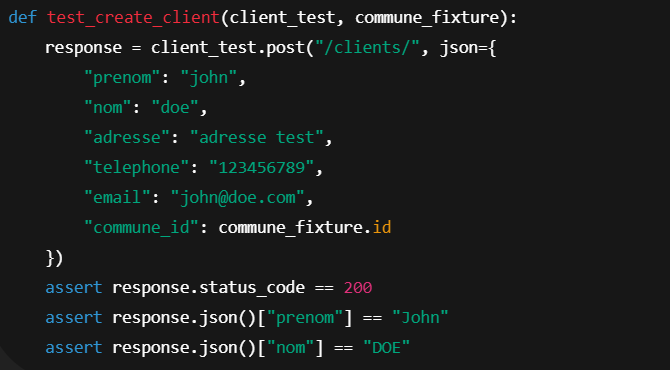 def test_create_client(client_test, commune_fixture):
    response = client_test.post("/clients/", json={
        "prenom": "john",
        "nom": "doe",
        "adresse": "adresse test",
        "telephone": "123456789",
        "email": "john@doe.com",
        "commune_id": commune_fixture.id
    })
    assert response.status_code == 200
    assert response.json()["prenom"] == "John"
    assert response.json()["nom"] == "DOE"